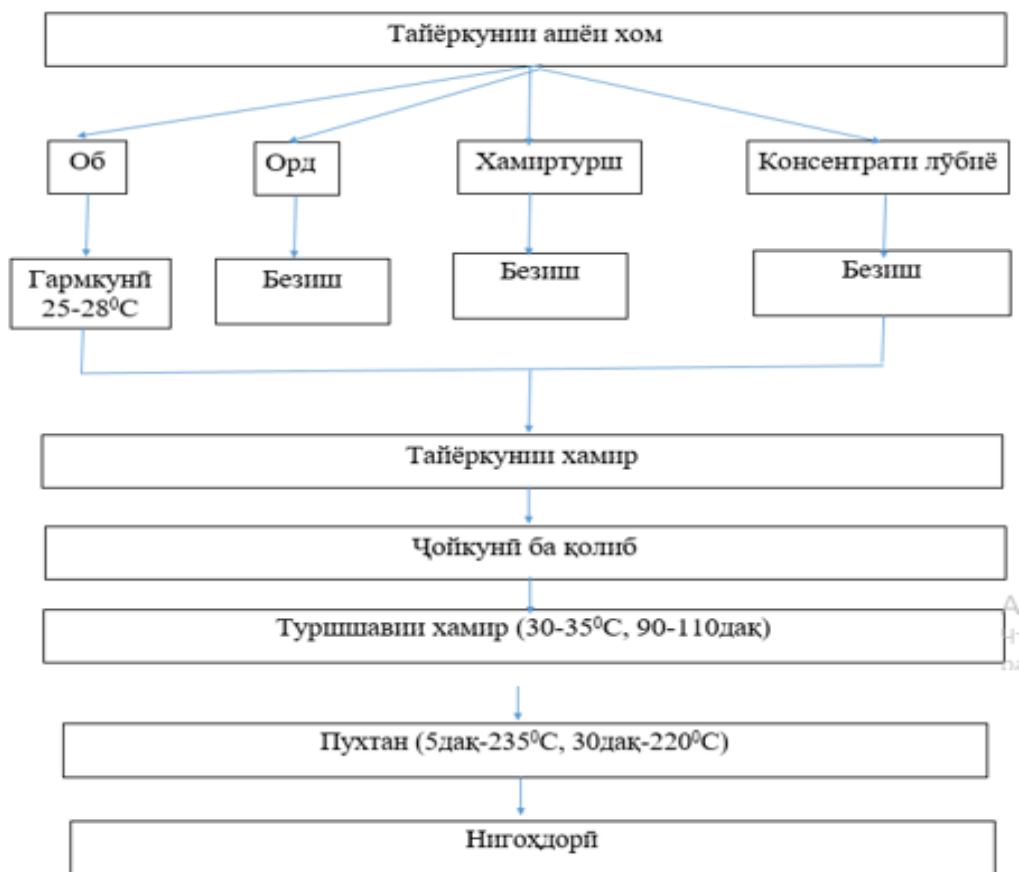 Тайёркунии ашёи хом
Об
Орд
Хамиртурш
Консентрати лӯбиё
Гармкунӣ
25-28⁰С
Безиш
Безиш
Безиш
Тайёркунии хамир
Ҷойкунӣ ба қолиб
Туршшавии хамир (30-35⁰С, 90-110дақ)
Пухтан (5дақ-235⁰С, 30дақ-220⁰С)
Нигоҳдорӣ